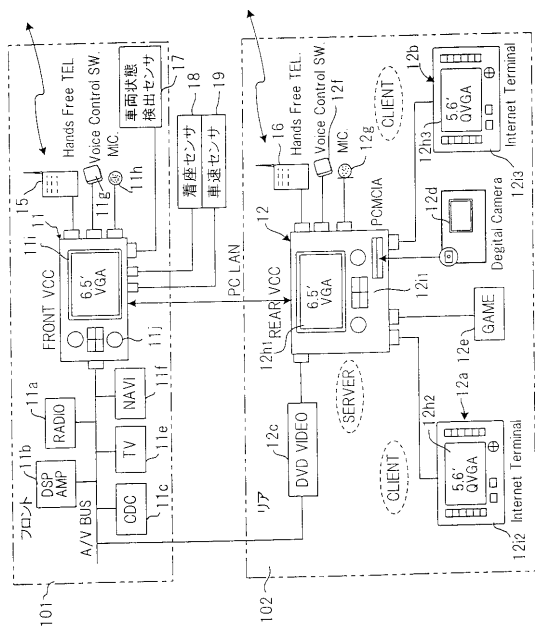 101
フロント
11b
DSP
AMP
11a
RADIO
A/V BUS
CDC
11c
TV
11e
NAVI
11f
FRONT VCC
11i
11
6.5'
VGA
11j
15
Hands Free TEL.
11g
Voice Control SW.
MIC.
11h
車両状態
検出センサ
17
着座センサ
18
車速センサ
19
PC LAN
102
リア
REAR VCC
12
12h1
6.5'
VGA
12i1
16
Hands Free TEL.
Voice Control SW.
12f
MIC.
12g
PCMCIA
SERVER
CLIENT
CLIENT
12c
DVD VIDEO
12a
12h2
5.6'
QVGA
12i2
Internet Terminal
GAME
12e
12d
Degital Camera
12b
12h3
5.6'
QVGA
12i3
Internet Terminal